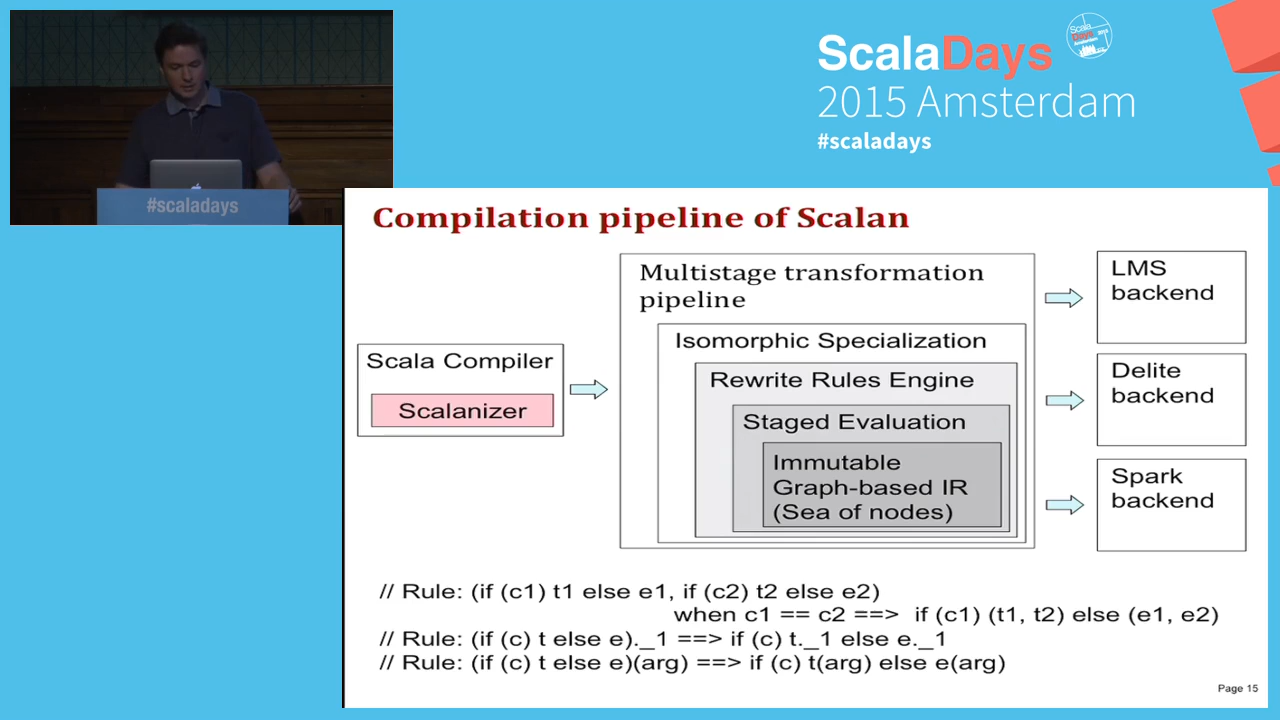 ScalaDays
2015 Amsterdam
#scaladays
#scaladays
Compilation pipeline of Scalan
Scala Compiler
Scalanizer
Multistage transformation
pipeline
Isomorphic Specialization
Rewrite Rules Engine
Staged Evaluation
Immutable
Graph-based IR
(Sea of nodes)
LMS
backend
Delite
backend
Spark
backend
// Rule: (if (c1) t1 else e1, if (c2) t2 else e2)
when c1 == c2 ==> if (c1) (t1, t2) else (e1, e2)
// Rule: (if (c) t else e)._1 ==> if (c) t._1 else e._1
// Rule: (if (c) t else e)(arg) ==> if (c) t(arg) else e(arg)
Page 15